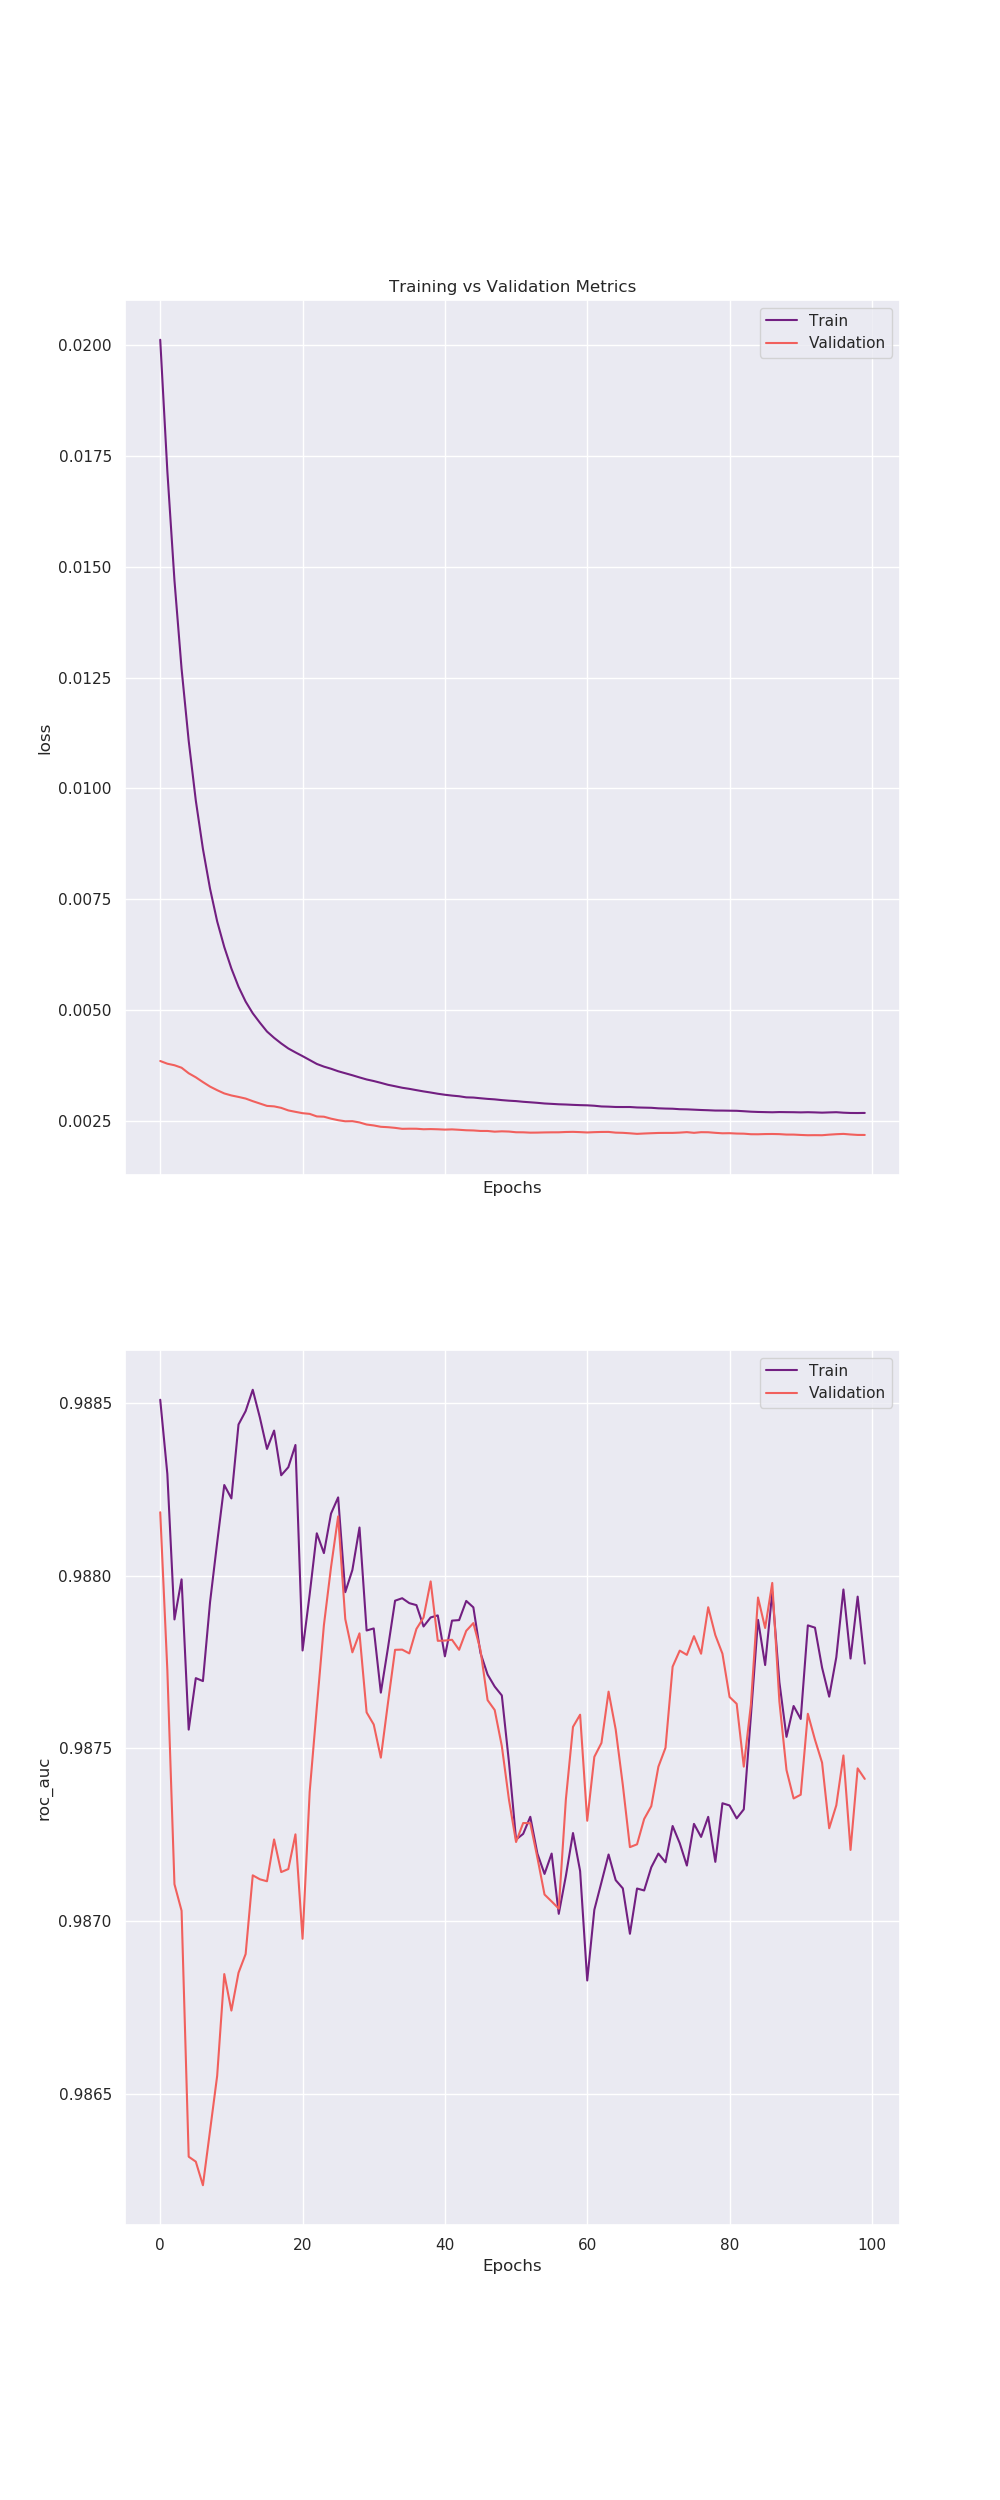 Training vs Validation Metrics
Train
Validation
0.0200
0.0175
0.0150
0.0125
0.0100
0.0075
0.0050
0.0025
loss
Epochs
Train
Validation
0.9885
0.9880
0.9875
0.9870
0.9865
roc_auc
0 20 40 60 80 100
Epochs